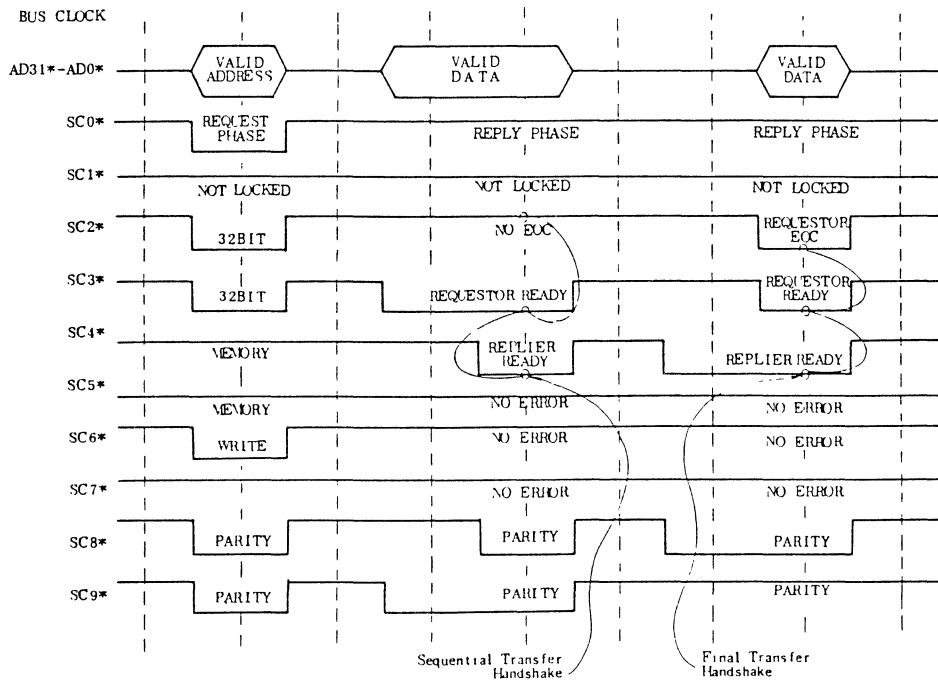 BUS CLOCK
AD31*-AD0*
VALID ADDRESS
VALID DATA
VALID DATA
SC0*
REQUEST PHASE
REPLY PHASE
REPLY PHASE
SC1*
NOT LOCKED
NOT LOCKED
NOT LOCKED
SC2*
32BIT
NO EOC
REQUESTOR EOC
SC3*
32BIT
REQUESTOR READY
REQUESTOR READY
SC4*
MEMORY
REPLIER READY
REPLIER READY
SC5*
MEMORY
NO ERROR
NO ERROR
SC6*
WRITE
NO ERROR
NO ERROR
SC7*
NO ERROR
NO ERROR
SC8*
PARITY
PARITY
PARITY
SC9*
PARITY
PARITY
PARITY
Sequential Transfer Handshake
Final Transfer Handshake